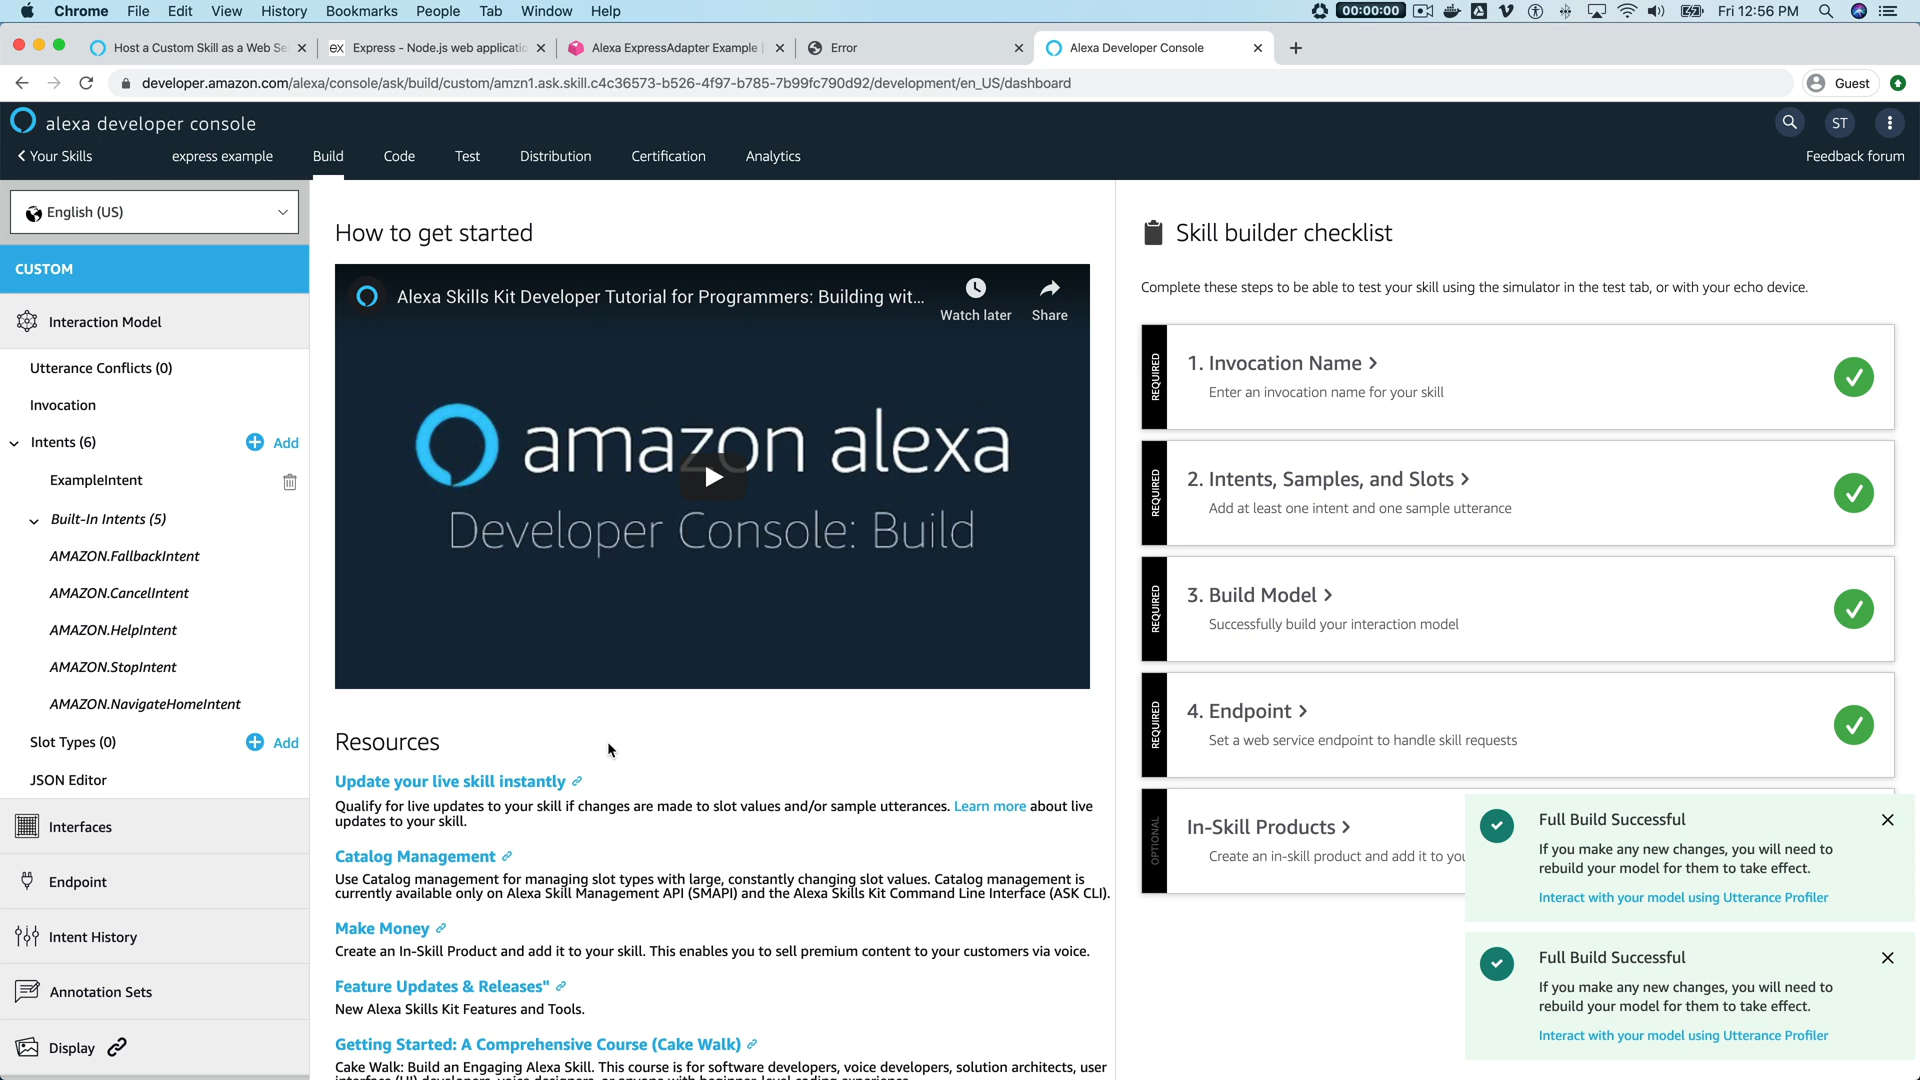 Chrome File Edit View History Bookmarks People Tab Window Help 00:00:00 Fri 12:56 PM
Host a Custom Skill as a Web Se
ex Express - Node.js web applicatio
Alexa ExpressAdapter Example |
Error
Alexa Developer Console
developer.amazon.com/alexa/console/ask/build/custom/amzn1.ask.skill.c4c36573-b526-4f97-b785-7b99fc790d92/development/en_US/dashboard
Guest
alexa developer console
ST
Your Skills express example Build Code Test Distribution Certification Analytics Feedback forum
English (US)
CUSTOM
Interaction Model
Utterance Conflicts (0)
Invocation
Intents (6) Add
ExampleIntent
Built-In Intents (5)
AMAZON.FallbackIntent
AMAZON.CancelIntent
AMAZON.HelpIntent
AMAZON.StopIntent
AMAZON.NavigateHomeIntent
Slot Types (0) Add
JSON Editor
Interfaces
Endpoint
Intent History
Annotation Sets
Display
How to get started
Alexa Skills Kit Developer Tutorial for Programmers: Building wit...
Watch later
Share
amazon alexa
Developer Console: Build
Resources
Update your live skill instantly
Qualify for live updates to your skill if changes are made to slot values and/or sample utterances. Learn more about live
updates to your skill.
Catalog Management
Use Catalog management for managing slot types with large, constantly changing slot values. Catalog management is
currently available only on Alexa Skill Management API (SMAPI) and the Alexa Skills Kit Command Line Interface (ASK CLI).
Make Money
Create an In-Skill Product and add it to your skill. This enables you to sell premium content to your customers via voice.
Feature Updates & Releases"
New Alexa Skills Kit Features and Tools.
Getting Started: A Comprehensive Course (Cake Walk)
Cake Walk: Build an Engaging Alexa Skill. This course is for software developers, voice developers, solution architects, user
Skill builder checklist
Complete these steps to be able to test your skill using the simulator in the test tab, or with your echo device.
REQUIRED
1. Invocation Name
Enter an invocation name for your skill
REQUIRED
2. Intents, Samples, and Slots
Add at least one intent and one sample utterance
REQUIRED
3. Build Model
Successfully build your interaction model
REQUIRED
4. Endpoint
Set a web service endpoint to handle skill requests
OPTIONAL
In-Skill Products
Create an in-skill product and add it to you
Full Build Successful
If you make any new changes, you will need to
rebuild your model for them to take effect.
Interact with your model using Utterance Profiler
Full Build Successful
If you make any new changes, you will need to
rebuild your model for them to take effect.
Interact with your model using Utterance Profiler